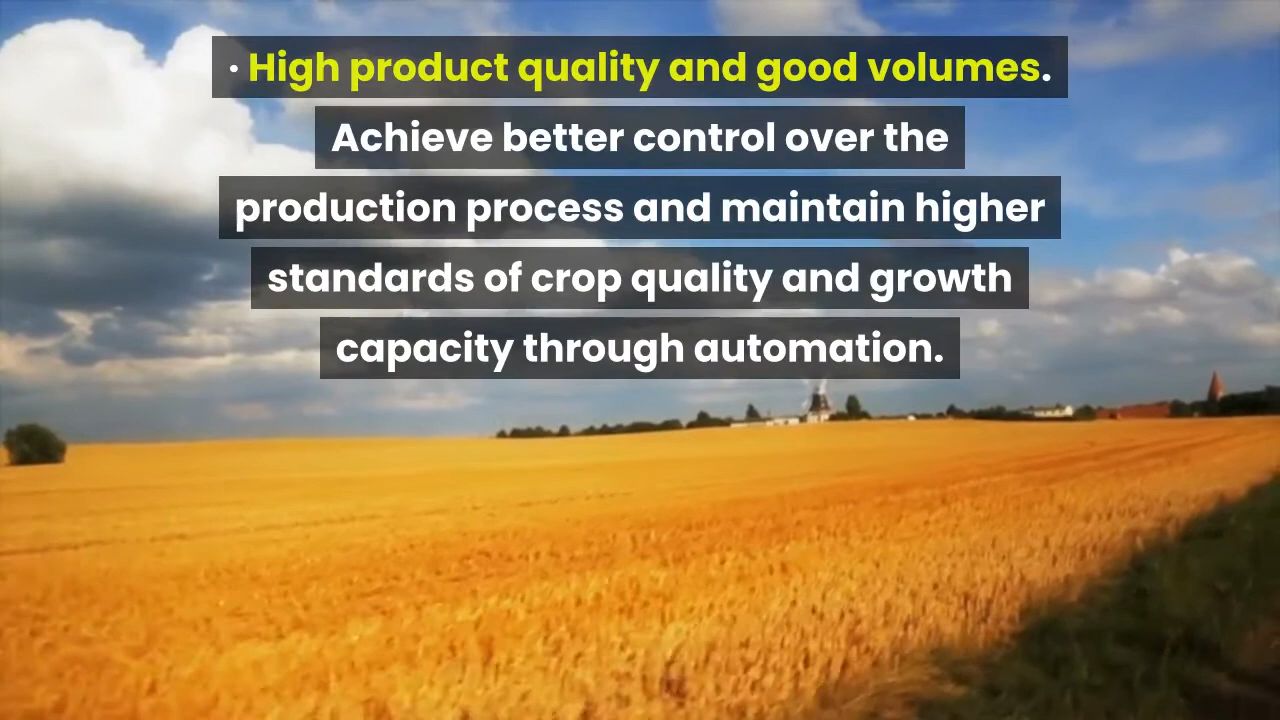 · High product quality and good volumes.
Achieve better control over the
production process and maintain higher
standards of crop quality and growth
capacity through automation.